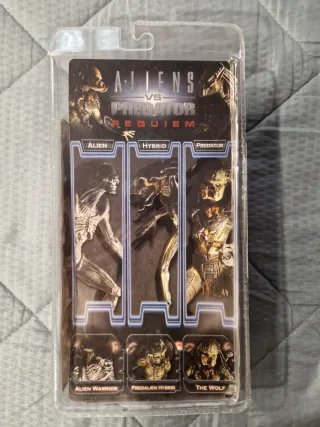 ALIENS
VS
PREDATOR
REQUIEM
ALIEN HYBRID PREDATOR
ALIEN WARRIOR PREDALIEN HYBRID THE WOLF